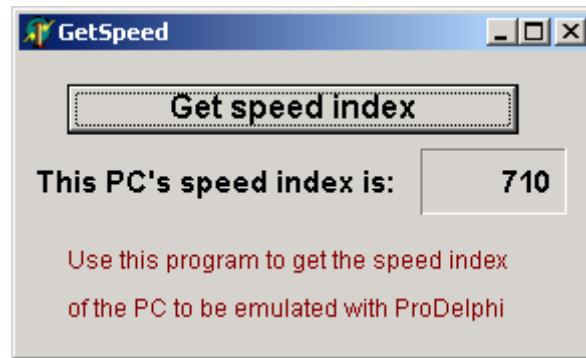 GetSpeed
Get speed index
This PC's speed index is: 710
Use this program to get the speed index
of the PC to be emulated with ProDelphi